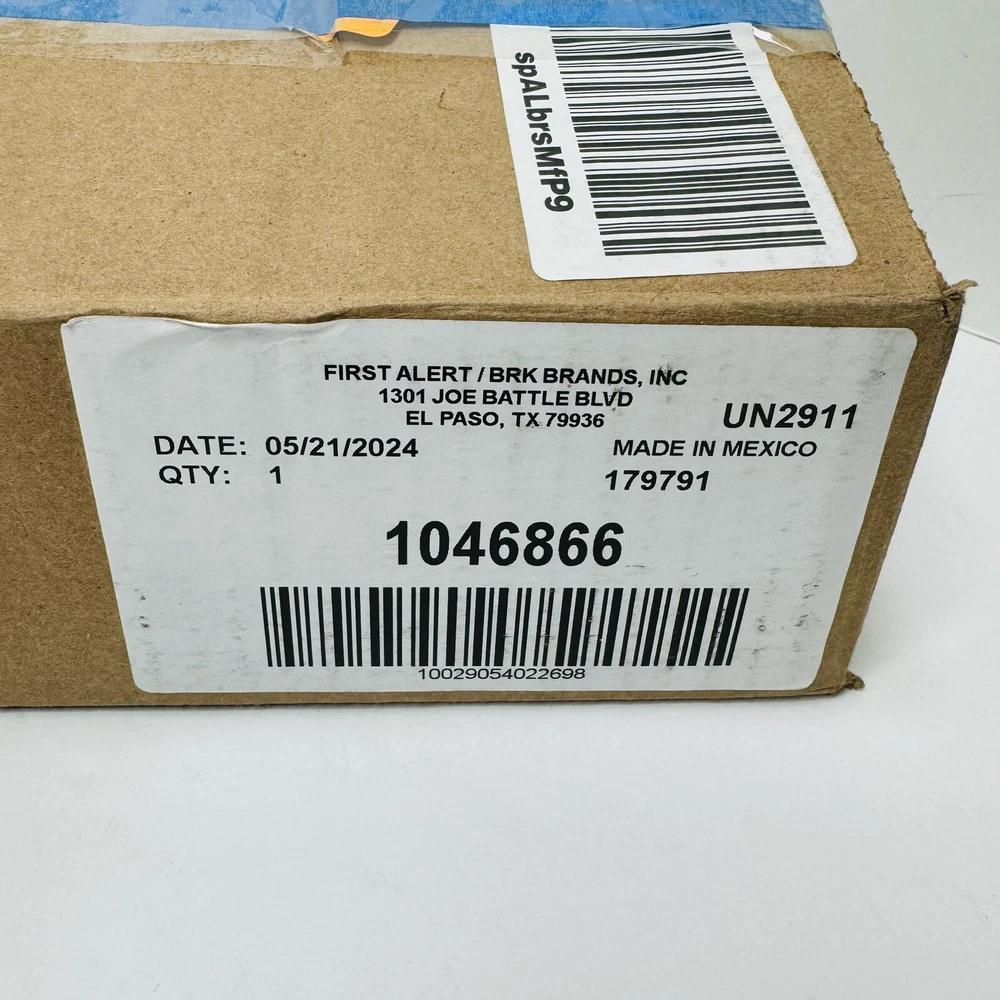 spALbrsMfP9
FIRST ALERT / BRK BRANDS, INC
1301 JOE BATTLE BLVD
EL PASO, TX 79936
UN2911
DATE: 05/21/2024
MADE IN MEXICO
QTY: 1
179791
1046866
10029054022698